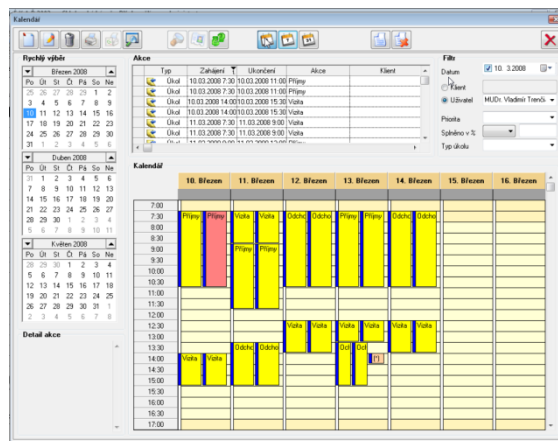 Kalendář
Rychlý výběr
Březen 2008
Po Út St Čt Pá So Ne
25 26 27 28 29 1 2
3 4 5 6 7 8 9
10 11 12 13 14 15 16
17 18 19 20 21 22 23
24 25 26 27 28 29 30
31 1 2 3 4 5 6
Duben 2008
Po Út St Čt Pá So Ne
31 1 2 3 4 5 6
7 8 9 10 11 12 13
14 15 16 17 18 19 20
21 22 23 24 25 26 27
28 29 30 1 2 3 4
5 6 7 8 9 10 11
Květen 2008
Po Út St Čt Pá So Ne
28 29 30 1 2 3 4
5 6 7 8 9 10 11
12 13 14 15 16 17 18
19 20 21 22 23 24 25
26 27 28 29 30 31 1
2 3 4 5 6 7 8
Detail akce
Akce
Typ Zahájení Ukončení Akce Klient
Úkol 10.03.2008 7:30 10.03.2008 11:00 Příjmy
Úkol 10.03.2008 7:30 10.03.2008 11:00 Příjmy
Úkol 10.03.2008 14:00 10.03.2008 15:30 Vizita
Úkol 10.03.2008 14:00 10.03.2008 15:30 Vizita
Úkol 11.03.2008 7:30 11.03.2008 9:00 Vizita
Úkol 11.03.2008 7:30 11.03.2008 9:00 Vizita
Filtr
Datum 10. 3.2008
Klient
Uživatel MUDr. Vladimír Trenčа
Priorita
Splněno v %
Typ úkolu
Kalendář
10. Březen 11. Březen 12. Březen 13. Březen 14. Březen 15. Březen 16. Březen
7:00
7:30 Příjmy Příjmy Vizita Vizita Odcho Odcho Příjmy Příjmy Odcho Odcho
8:00
8:30
9:00 Příjmy Příjmy
9:30
10:00
10:30
11:00
11:30
12:00
12:30 Vizita Vizita Vizita Vizita Vizita Vizita
13:00
13:30 Odcho Odcho Odcl Odcl
14:00 Vizita Vizita
14:30
15:00
15:30
16:00
16:30
17:00